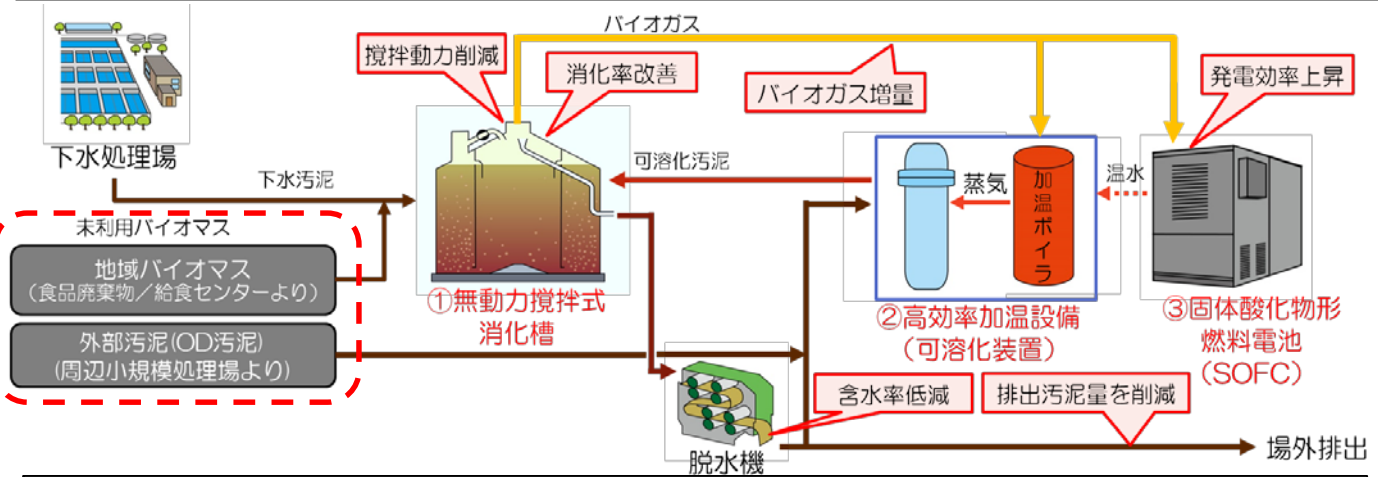 バイオガス
攪拌動力削減
消化率改善
バイオガス増量
発電効率上昇
下水処理場
下水汚泥
可溶化汚泥
蒸気
加温ボイラ
温水
未利用バイオマス
地域バイオマス
(食品廃棄物/給食センターより)
外部汚泥(OD汚泥)
(周辺小規模処理場より)
①無動力攪拌式
消化槽
②高効率加温設備
(可溶化装置)
③固体酸化物形
燃料電池
(SOFC)
含水率低減
排出汚泥量を削減
脱水機
場外排出